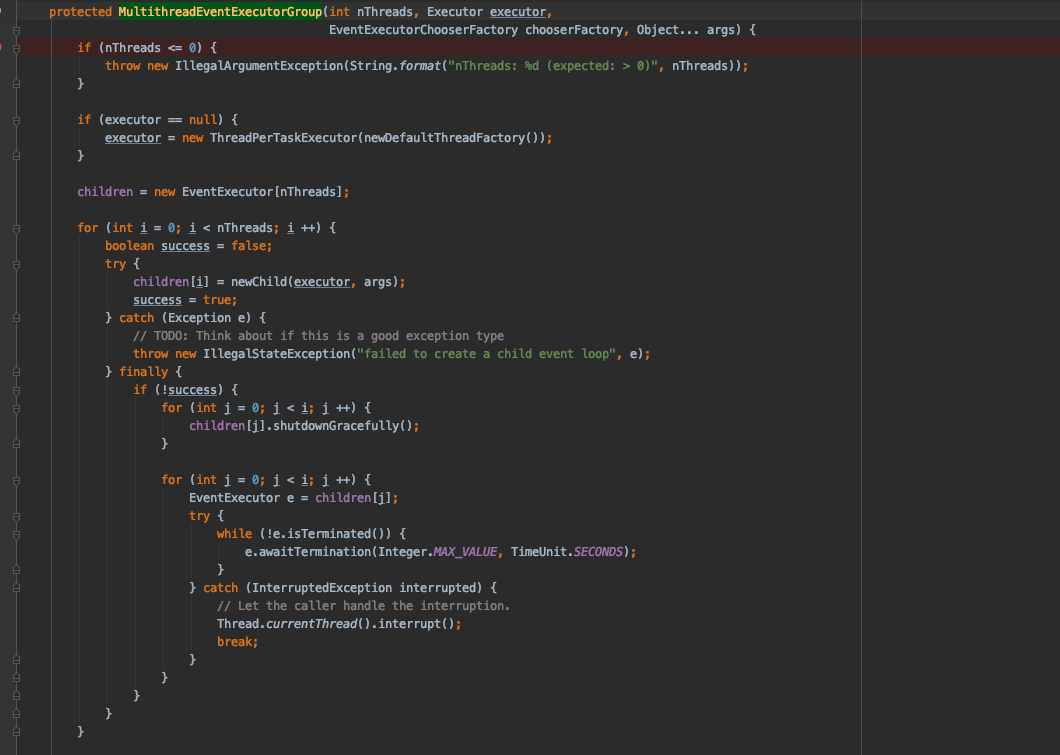 protected MultithreadEventExecutorGroup(int nThreads, Executor executor,
                                        EventExecutorChooserFactory chooserFactory, Object... args) {
    if (nThreads <= 0) {
        throw new IllegalArgumentException(String.format("nThreads: %d (expected: > 0)", nThreads));
    }

    if (executor == null) {
        executor = new ThreadPerTaskExecutor(newDefaultThreadFactory());
    }

    children = new EventExecutor[nThreads];

    for (int i = 0; i < nThreads; i ++) {
        boolean success = false;
        try {
            children[i] = newChild(executor, args);
            success = true;
        } catch (Exception e) {
            // TODO: Think about if this is a good exception type
            throw new IllegalStateException("failed to create a child event loop", e);
        } finally {
            if (!success) {
                for (int j = 0; j < i; j ++) {
                    children[j].shutdownGracefully();
                }

                for (int j = 0; j < i; j ++) {
                    EventExecutor e = children[j];
                    try {
                        while (!e.isTerminated()) {
                            e.awaitTermination(Integer.MAX_VALUE, TimeUnit.SECONDS);
                        }
                    } catch (InterruptedException interrupted) {
                        // Let the caller handle the interruption.
                        Thread.currentThread().interrupt();
                        break;
                    }
                }
            }
        }
    }